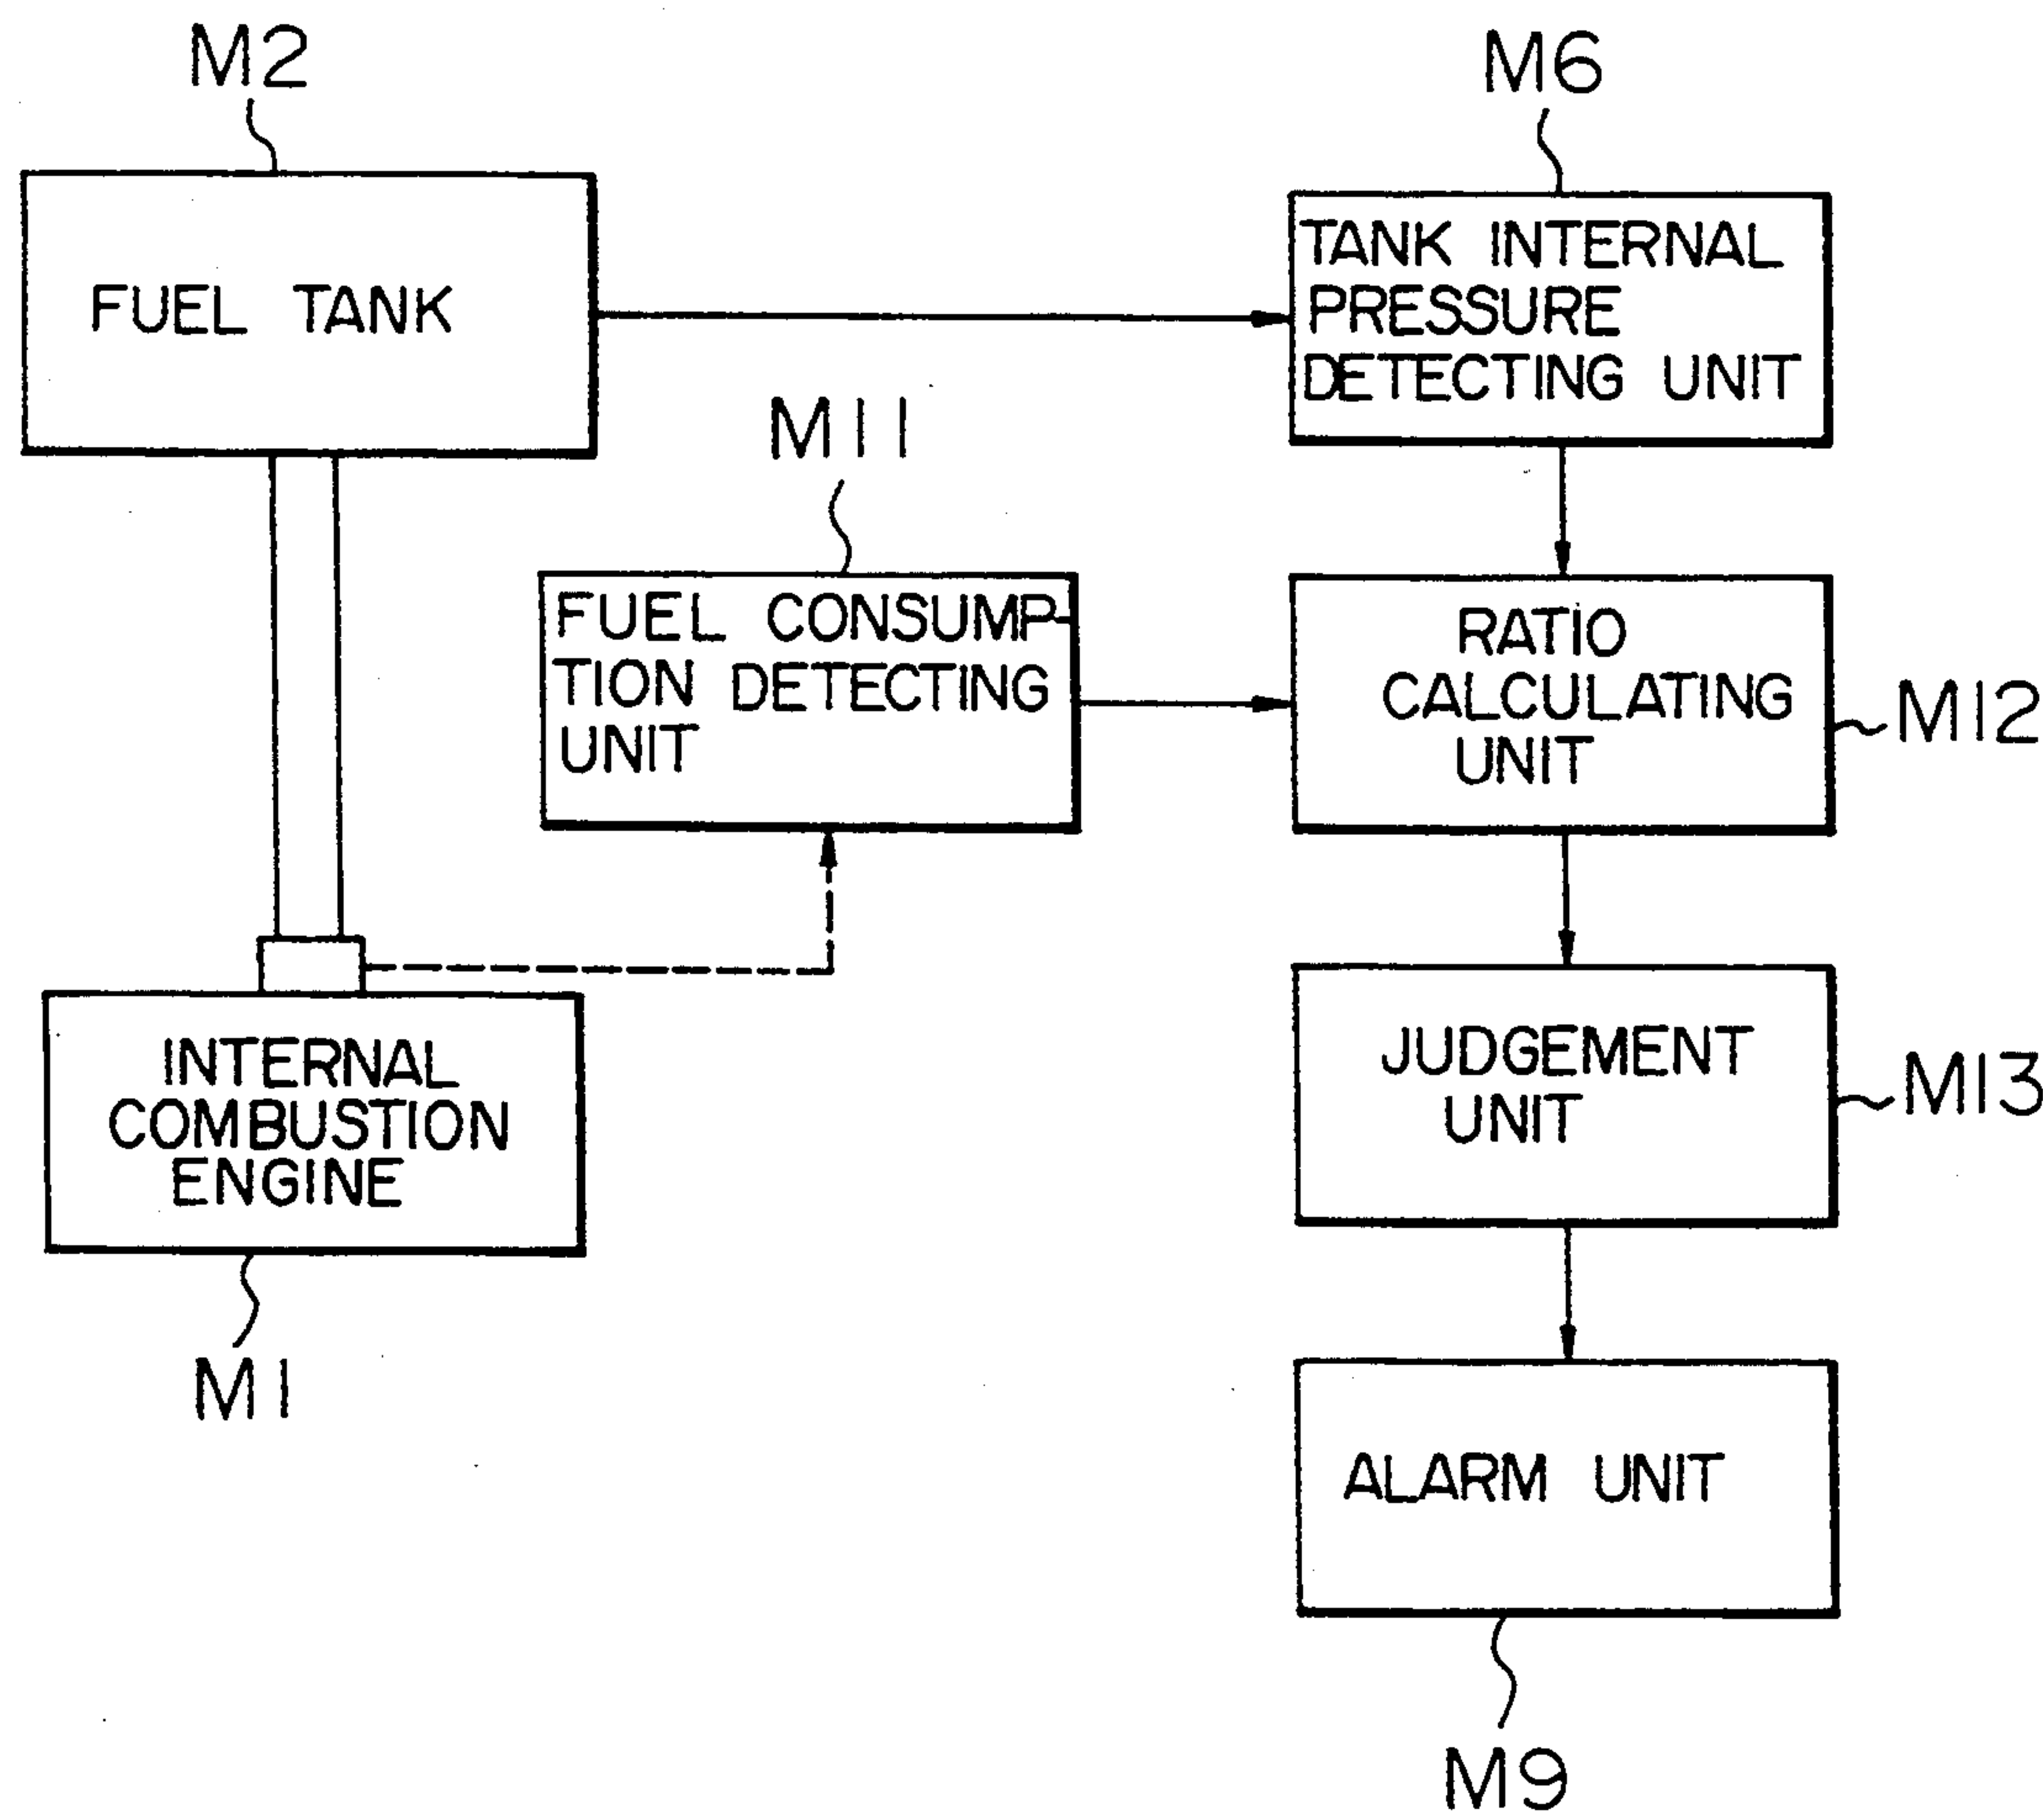 M2
M6
FUEL TANK
TANK INTERNAL
PRESSURE
DETECTING UNIT
M11
FUEL CONSUMP-
TION DETECTING
UNIT
RATIO
CALCULATING
UNIT
M12
INTERNAL
COMBUSTION
ENGINE
JUDGEMENT
UNIT
M13
M1
ALARM UNIT
M9